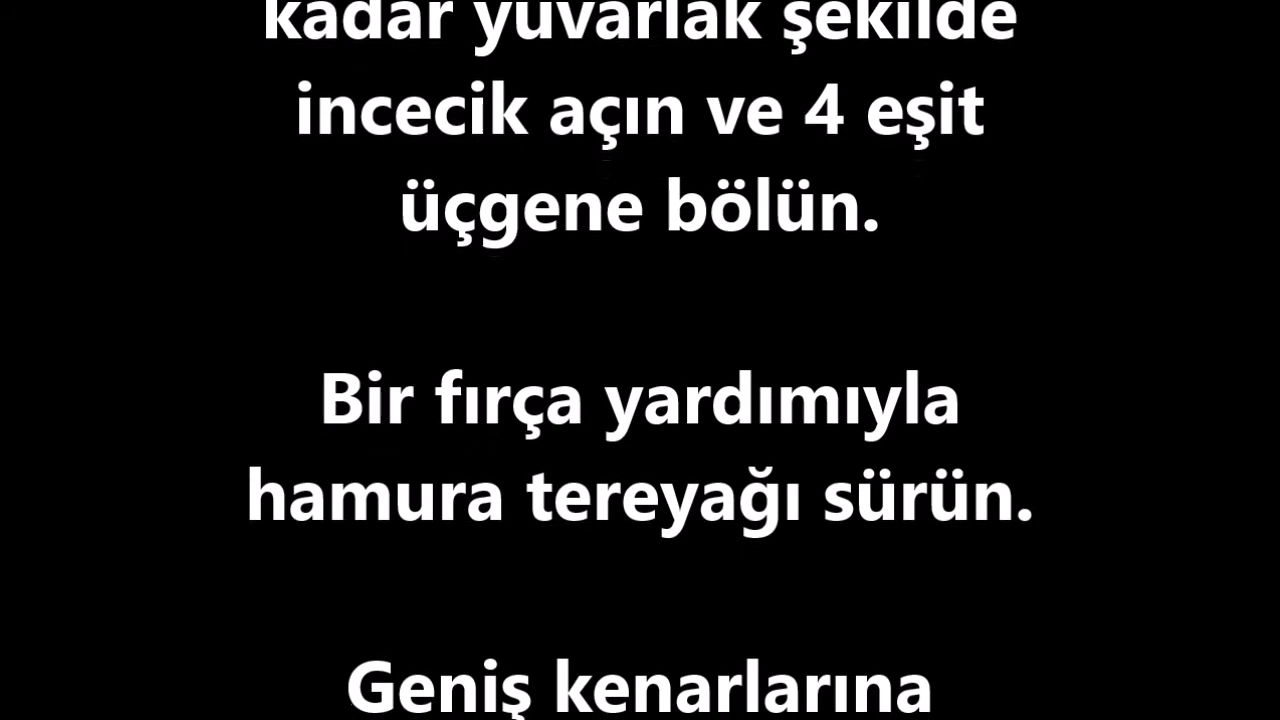 kadar yuvarlak şekilde
incecik açın ve 4 eşit
üçgene bölün.
Bir fırça yardımıyla
hamura tereyağı sürün.
Geniş kenarlarına